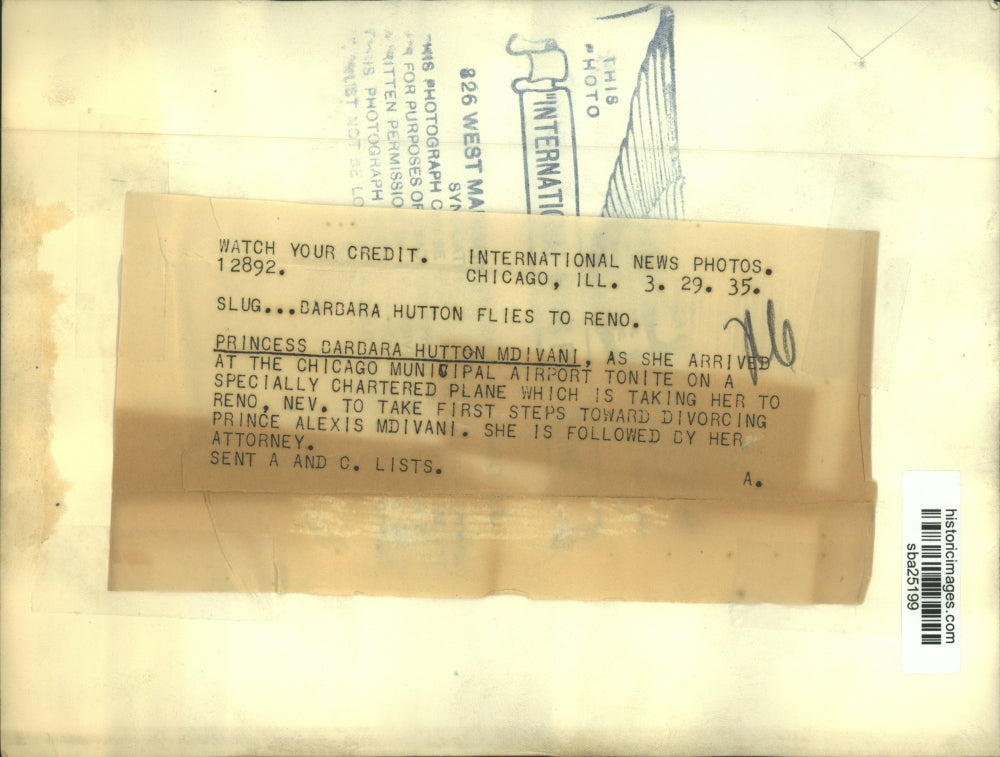 THIS
PHOTO
"INTERNATIO
826 WEST MA
SYN
THIS PHOTOGRAPH C
FOR PURPOSES OF
WRITTEN PERMISSIO
THIS PHOTOGRAPH
MUST NOT BE LO
WATCH YOUR CREDIT. INTERNATIONAL NEWS PHOTOS.
12892. CHICAGO, ILL. 3. 29. 35.
SLUG...BARBARA HUTTON FLIES TO RENO.
PRINCESS BARBARA HUTTON MDIVANI, AS SHE ARRIVED
AT THE CHICAGO MUNICIPAL AIRPORT TONITE ON A
SPECIALLY CHARTERED PLANE WHICH IS TAKING HER TO
RENO, NEV. TO TAKE FIRST STEPS TOWARD DIVORCING
PRINCE ALEXIS MDIVANI. SHE IS FOLLOWED BY HER
ATTORNEY.
SENT A AND C. LISTS.
A.
historicimages.com
sba25199